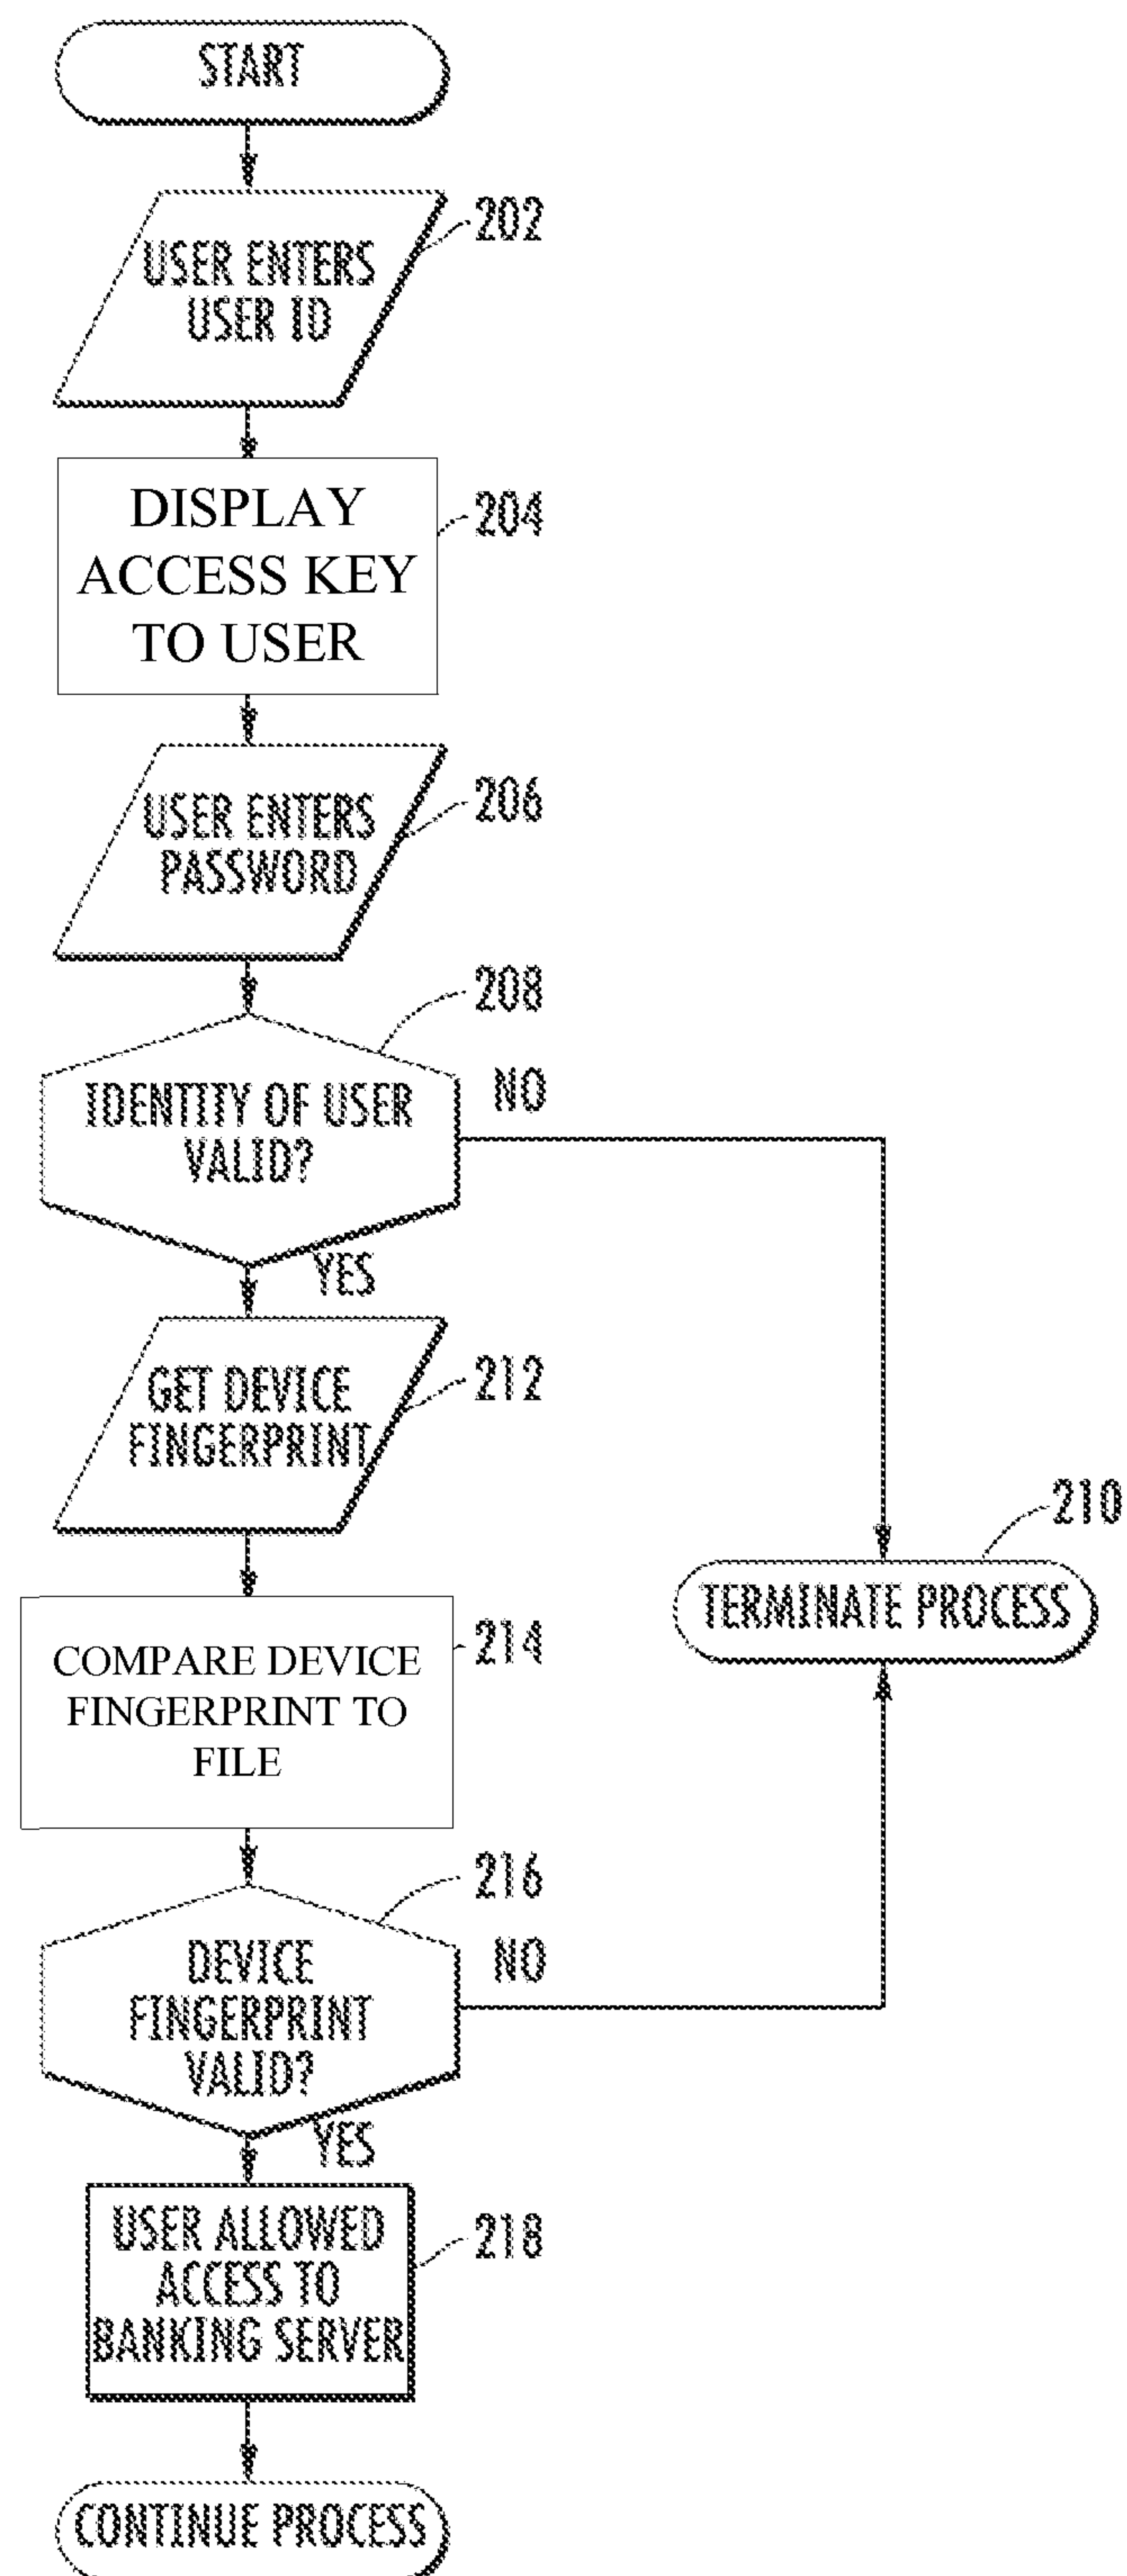 START
202
USER ENTERS
USER ID
204
DISPLAY
ACCESS KEY
TO USER
206
USER ENTERS
PASSWORD
208
IDENTITY OF USER
VALID?
NO
YES
212
GET DEVICE
FINGERPRINT
210
TERMINATE PROCESS
214
COMPARE DEVICE
FINGERPRINT TO
FILE
216
DEVICE
FINGERPRINT
VALID?
NO
YES
218
USER ALLOWED
ACCESS TO
BANKING SERVER
CONTINUE PROCESS